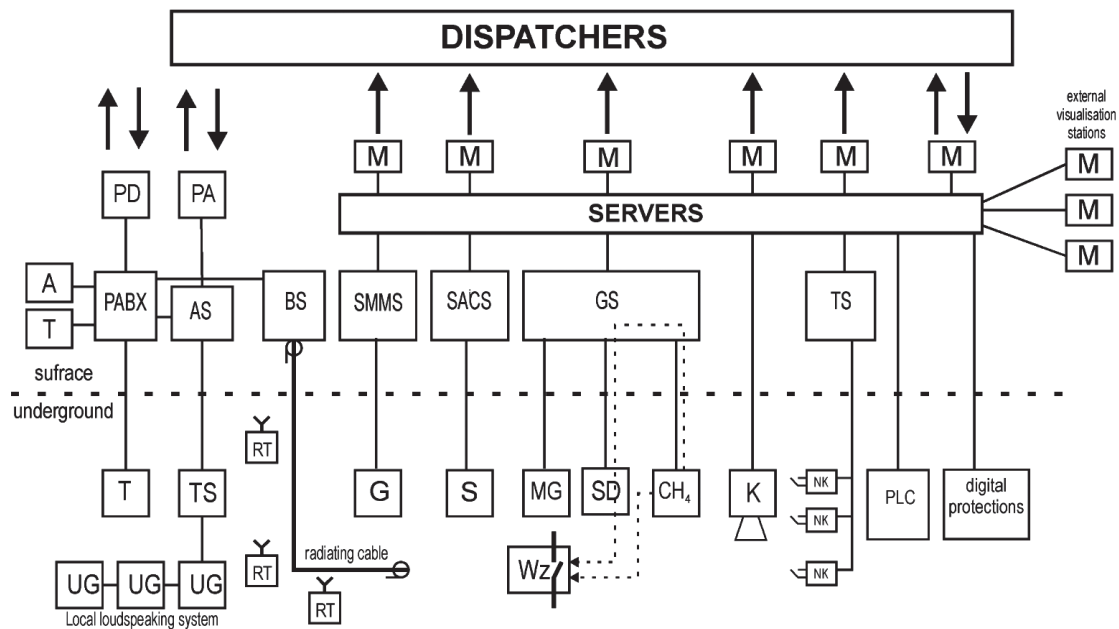 DISPATCHERS
external
visualisation
stations
M M M M M M
M
PD PA
SERVERS
M
M
A
PABX
AS
BS
SMMS
SACS
GS
TS
T
sufrace
underground
RT
T
TS
G
S
MG
SD
CH₄
K
NK
NK
NK
PLC
digital
protections
RT
radiating cable
Wz
UG UG UG
RT
Local loudspeaking system